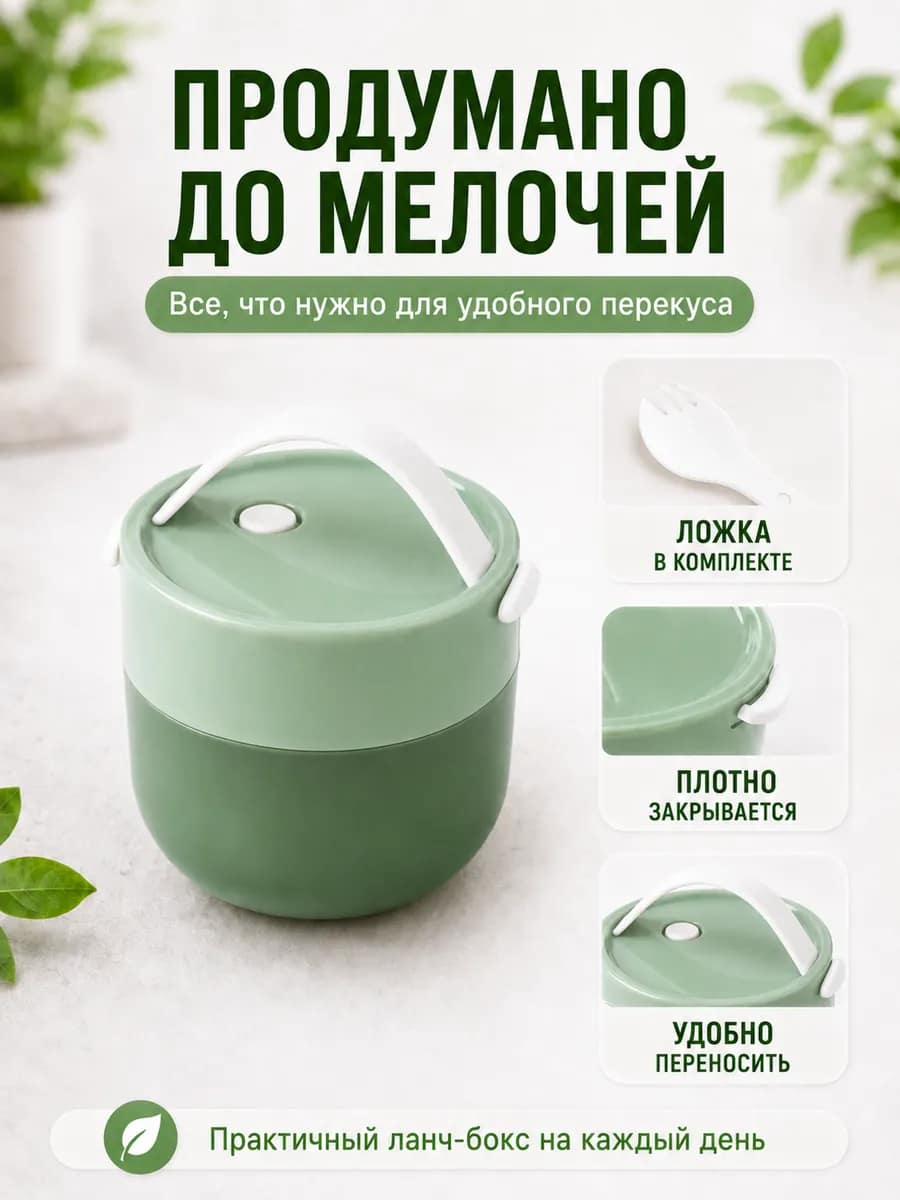 ПРОДУМАНО
ДО МЕЛОЧЕЙ
Все, что нужно для удобного перекуса
ЛОЖКА
В КОМПЛЕКТЕ
ПЛОТНО
ЗАКРЫВАЕТСЯ
УДОБНО
ПЕРЕНОСИТЬ
Практичный ланч-бокс на каждый день